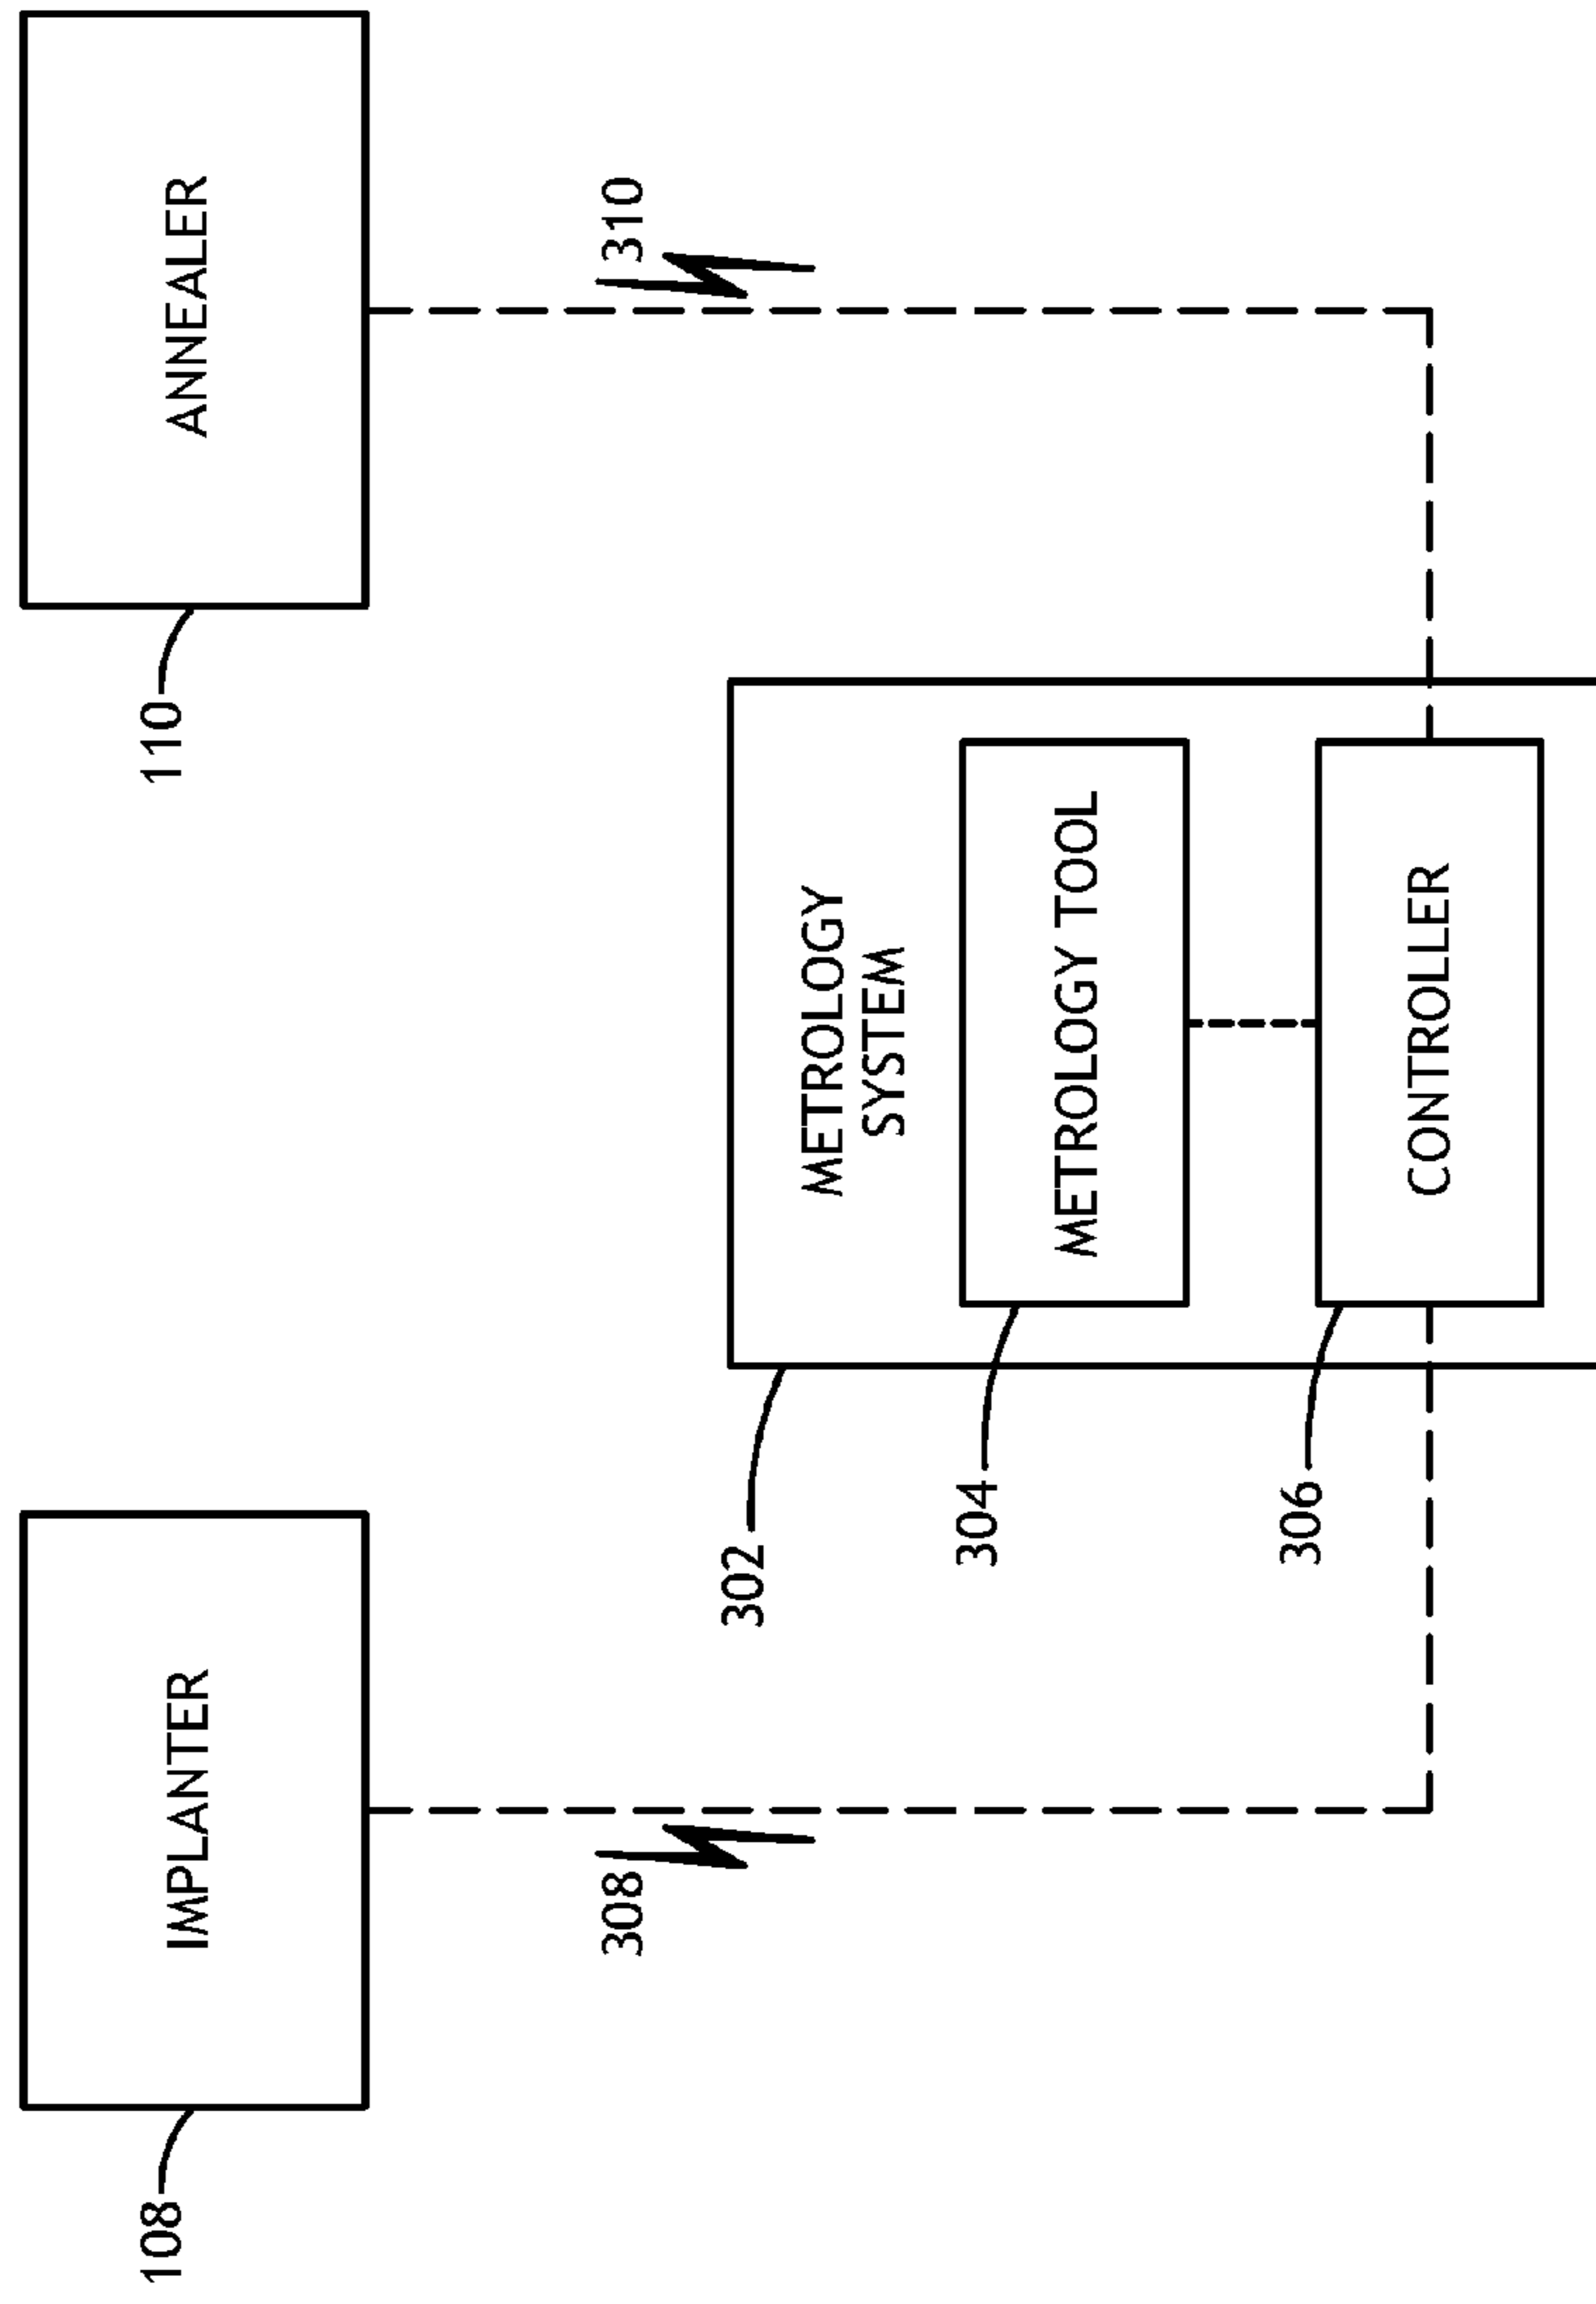 108
IMPLANTER
110
ANNEALER
308
310
302
METROLOGY
SYSTEM
304
METROLOGY TOOL
306
CONTROLLER